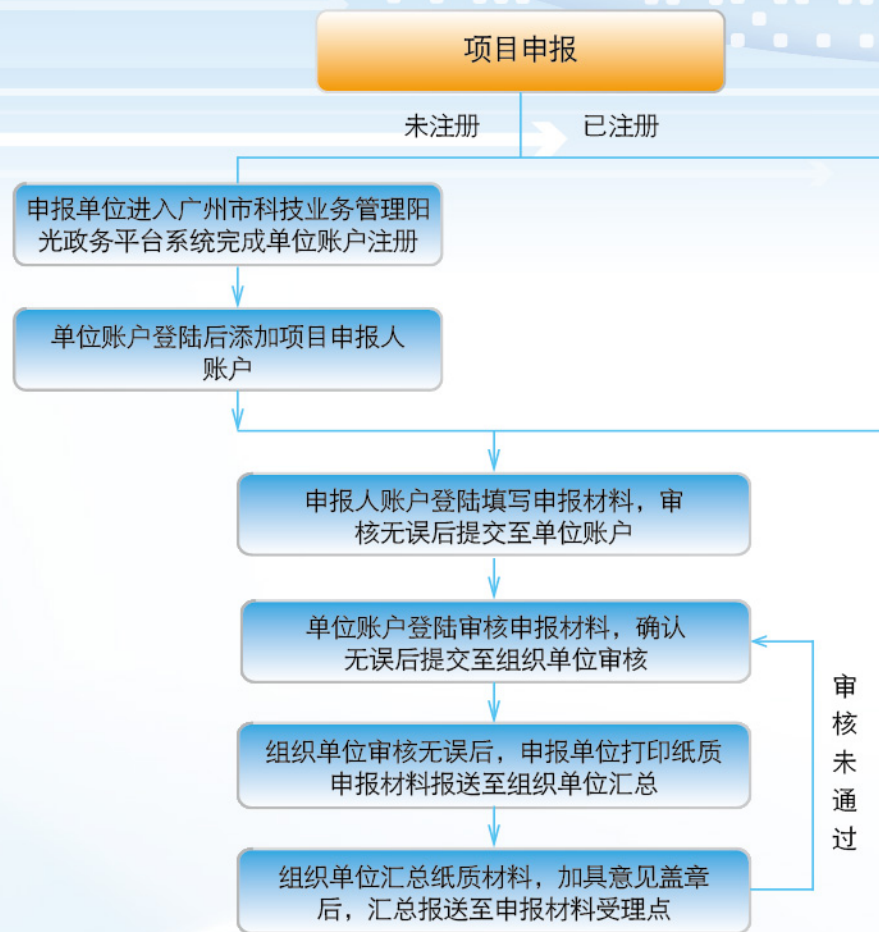 项目申报
未注册
已注册
申报单位进入广州市科技业务管理阳
光政务平台系统完成单位账户注册
单位账户登陆后添加项目申报人
账户
申报人账户登陆填写申报材料，审
核无误后提交至单位账户
单位账户登陆审核申报材料，确认
无误后提交至组织单位审核
组织单位审核无误后，申报单位打印纸质
申报材料报送至组织单位汇总
组织单位汇总纸质材料，加具意见盖章
后，汇总报送至申报材料受理点
审核未通过